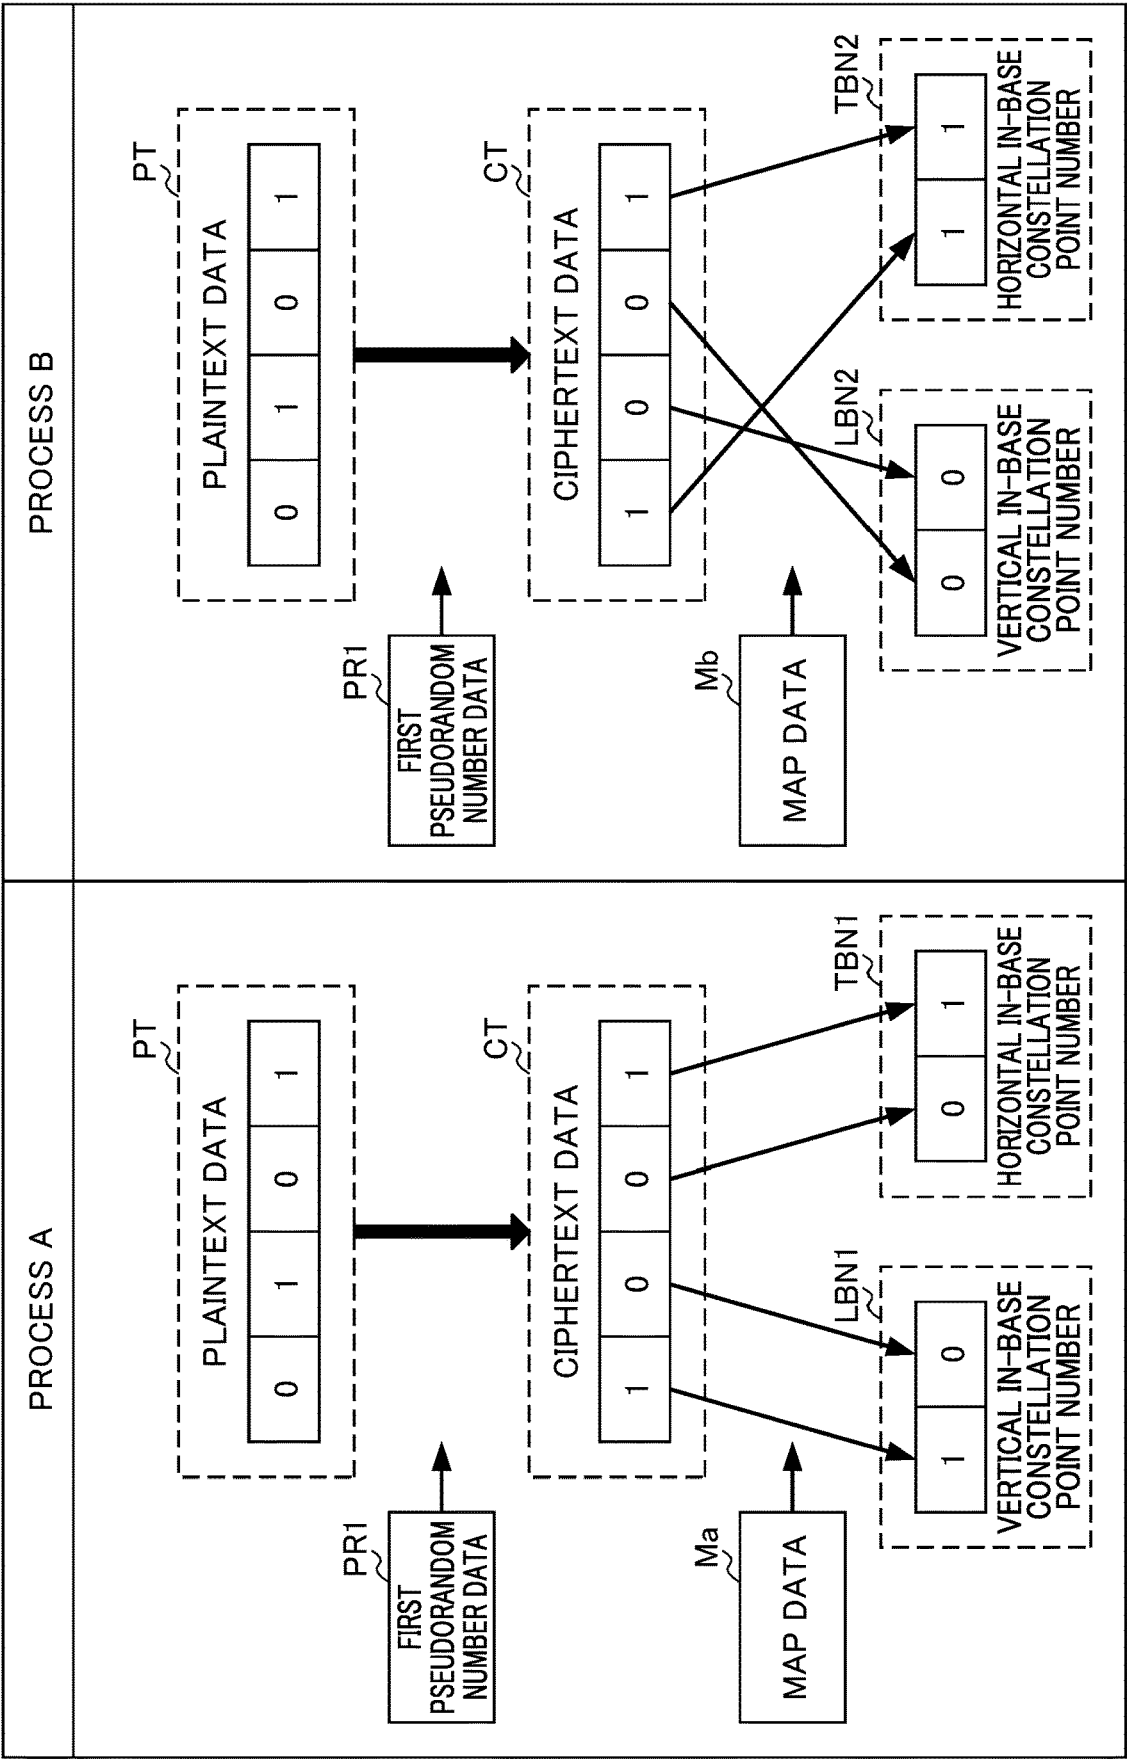 PROCESS A
PT
PLAINTEXT DATA
0 1 0 1
PR1
FIRST
PSEUDORANDOM
NUMBER DATA
CT
CIPHERTEXT DATA
1 0 0 1
Ma
MAP DATA
LBN1
1 0
VERTICAL IN-BASE
CONSTELLATION
POINT NUMBER
TBN1
0 1
HORIZONTAL IN-BASE
CONSTELLATION
POINT NUMBER
PROCESS B
PT
PLAINTEXT DATA
0 1 0 1
PR1
FIRST
PSEUDORANDOM
NUMBER DATA
CT
CIPHERTEXT DATA
1 0 0 1
Mb
MAP DATA
LBN2
0 0
VERTICAL IN-BASE
CONSTELLATION
POINT NUMBER
TBN2
1 1
HORIZONTAL IN-BASE
CONSTELLATION
POINT NUMBER